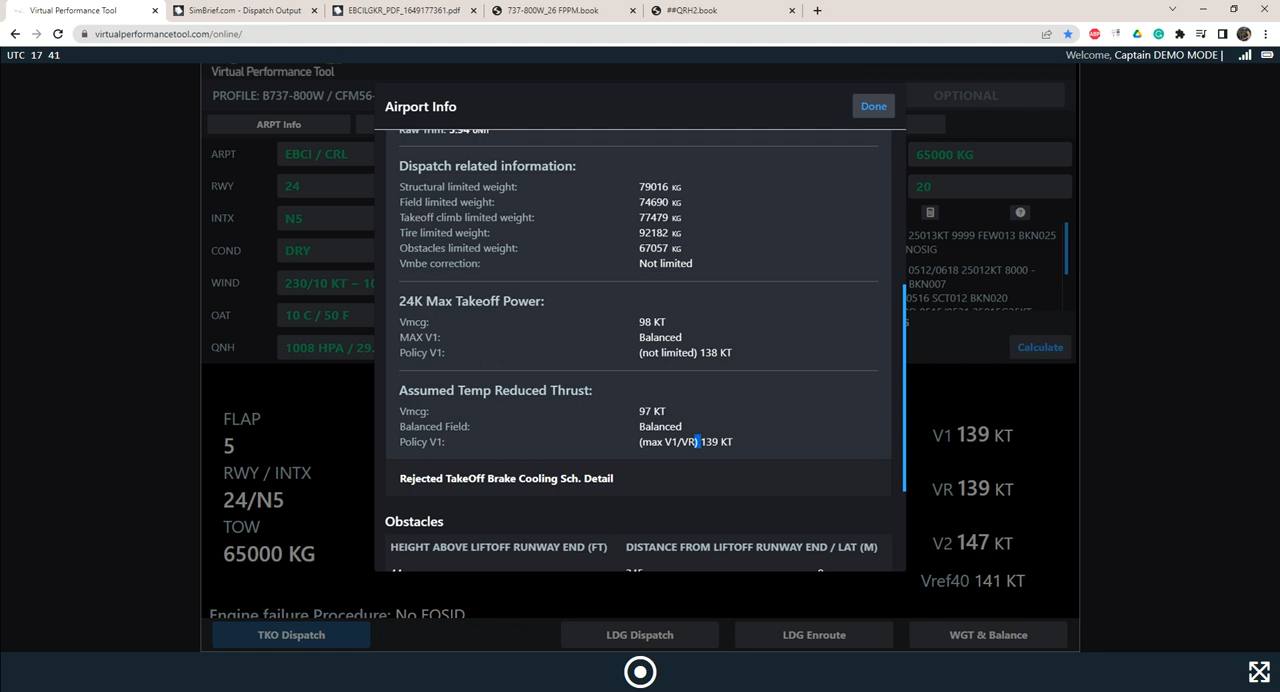 Virtual Performance Tool
SimBrief.com - Dispatch Output
EBCILGKR_PDF_1649177361.pdf
737-800W_26 FPPM.book
##QRH2.book
virtualperformancetool.com/online/
UTC 17 41
Welcome, Captain DEMO MODE |
Virtual Performance Tool
PROFILE: B737-800W / CFM56-
OPTIONAL
ARPT Info
Airport Info
Done
ARPT
EBCI / CRL
RWY
24
INTX
N5
COND
DRY
WIND
230/10 KT – 10
OAT
10 C / 50 F
QNH
1008 HPA / 29.
Raw Trim:
Dispatch related information:
Structural limited weight: 79016 KG
Field limited weight: 74690 KG
Takeoff climb limited weight: 77479 KG
Tire limited weight: 92182 KG
Obstacles limited weight: 67057 KG
Vmbe correction: Not limited
24K Max Takeoff Power:
Vmcg: 98 KT
MAX V1: Balanced
Policy V1: (not limited) 138 KT
Assumed Temp Reduced Thrust:
Vmcg: 97 KT
Balanced Field: Balanced
Policy V1: (max V1/VR) 139 KT
Rejected TakeOff Brake Cooling Sch. Detail
Obstacles
HEIGHT ABOVE LIFTOFF RUNWAY END (FT) DISTANCE FROM LIFTOFF RUNWAY END / LAT (M)
65000 KG
20
25013KT 9999 FEW013 BKN025
NOSIG
0512/0618 25012KT 8000 -
BKN007
0516 SCT012 BKN020
Calculate
FLAP
5
RWY / INTX
24/N5
TOW
65000 KG
V1 139 KT
VR 139 KT
V2 147 KT
Vref40 141 KT
Engine failure Procedure: No EOSID
TKO Dispatch
LDG Dispatch
LDG Enroute
WGT & Balance